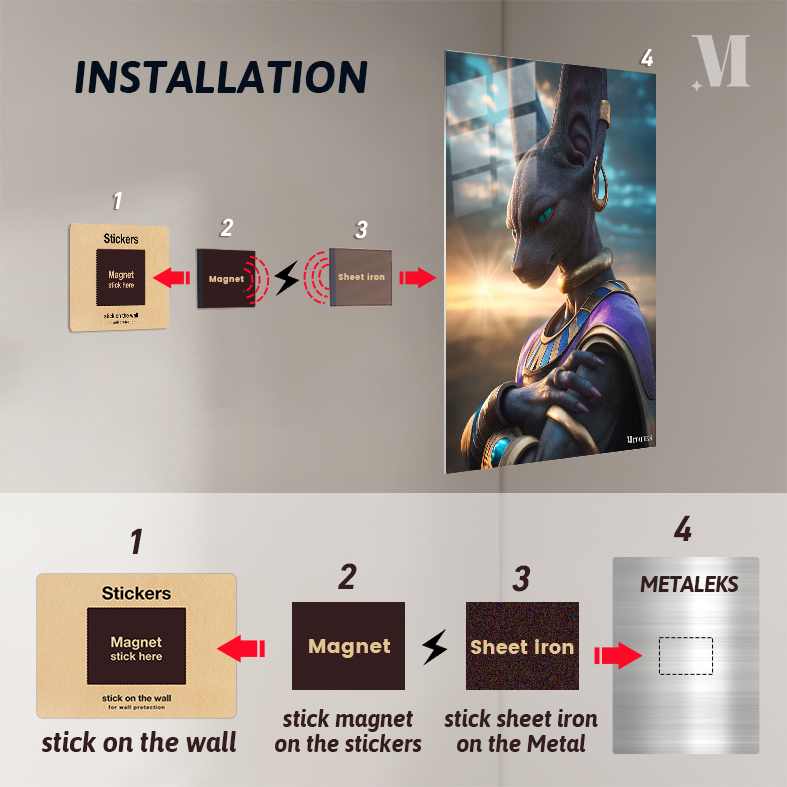 INSTALLATION
M
4
1
2
3
Stickers
Magnet
stick here
stick on the wall
for wall protection
Magnet
Sheet iron
METALEKS
1
2
3
4
Stickers
Magnet
stick here
stick on the wall
for wall protection
Magnet
Sheet iron
METALEKS
stick on the wall
stick magnet
on the stickers
stick sheet iron
on the Metal